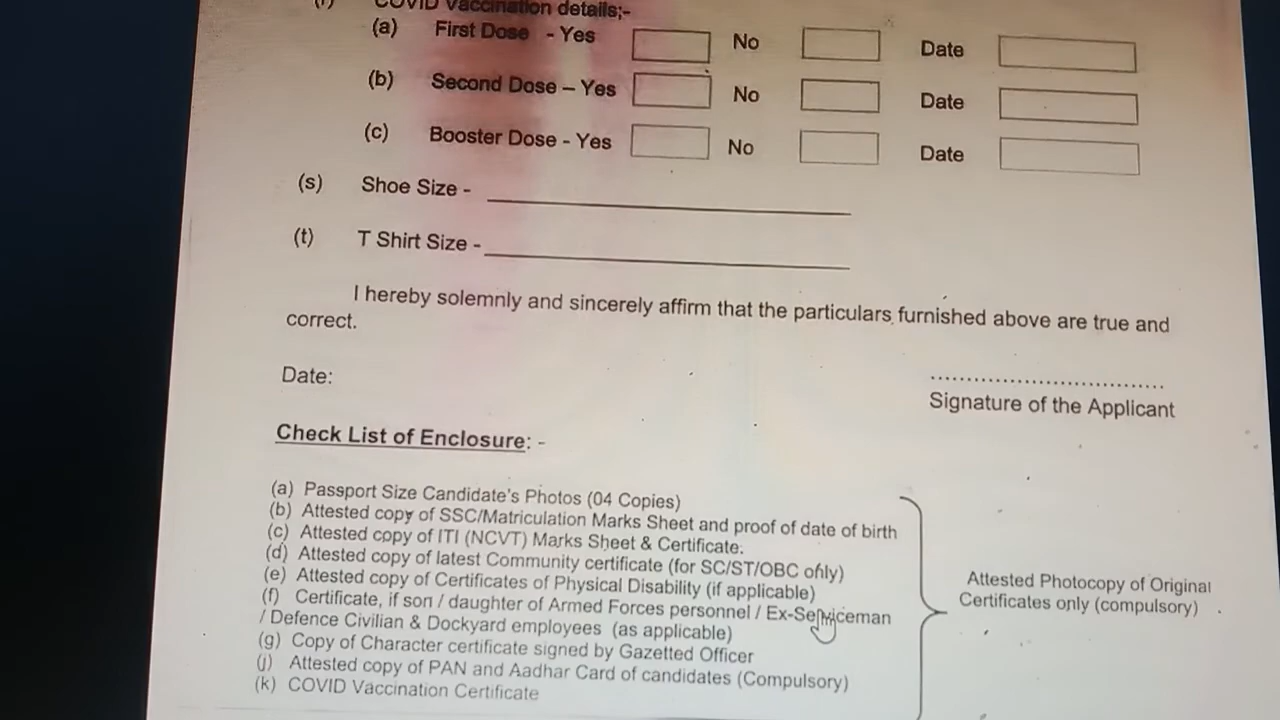 (r) COVID Vaccination details;-
(a) First Dose - Yes No Date
(b) Second Dose – Yes No Date
(c) Booster Dose - Yes No Date
(s) Shoe Size -
(t) T Shirt Size -
I hereby solemnly and sincerely affirm that the particulars furnished above are true and
correct.
Date:
Signature of the Applicant
Check List of Enclosure: -
(a) Passport Size Candidate's Photos (04 Copies)
(b) Attested copy of SSC/Matriculation Marks Sheet and proof of date of birth
(c) Attested copy of ITI (NCVT) Marks Sheet & Certificate.
(d) Attested copy of latest Community certificate (for SC/ST/OBC only)
(e) Attested copy of Certificates of Physical Disability (if applicable)
(f) Certificate, if son / daughter of Armed Forces personnel / Ex-Serviceman
/ Defence Civilian & Dockyard employees (as applicable)
(g) Copy of Character certificate signed by Gazetted Officer
(j) Attested copy of PAN and Aadhar Card of candidates (Compulsory)
(k) COVID Vaccination Certificate
Attested Photocopy of Original
Certificates only (compulsory)